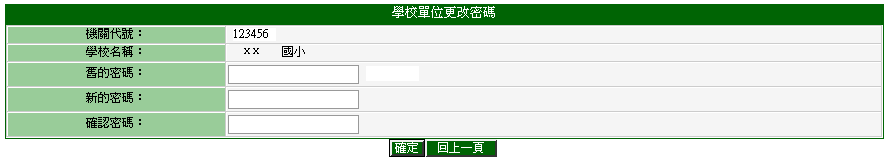 學校單位更改密碼
機關代號： 123456
學校名稱： xx 國小
舊的密碼：
新的密碼：
確認密碼：
確定 回上一頁